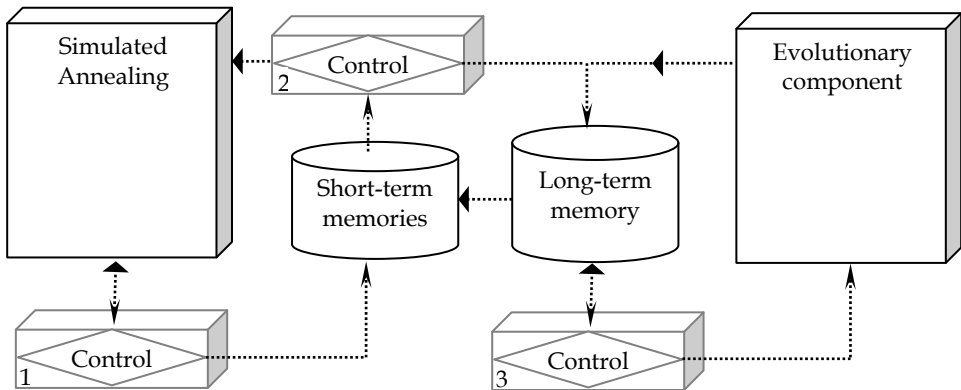 Simulated
Annealing
Control
2
Evolutionary
component
Short-term
memories
Long-term
memory
Control
1
Control
3